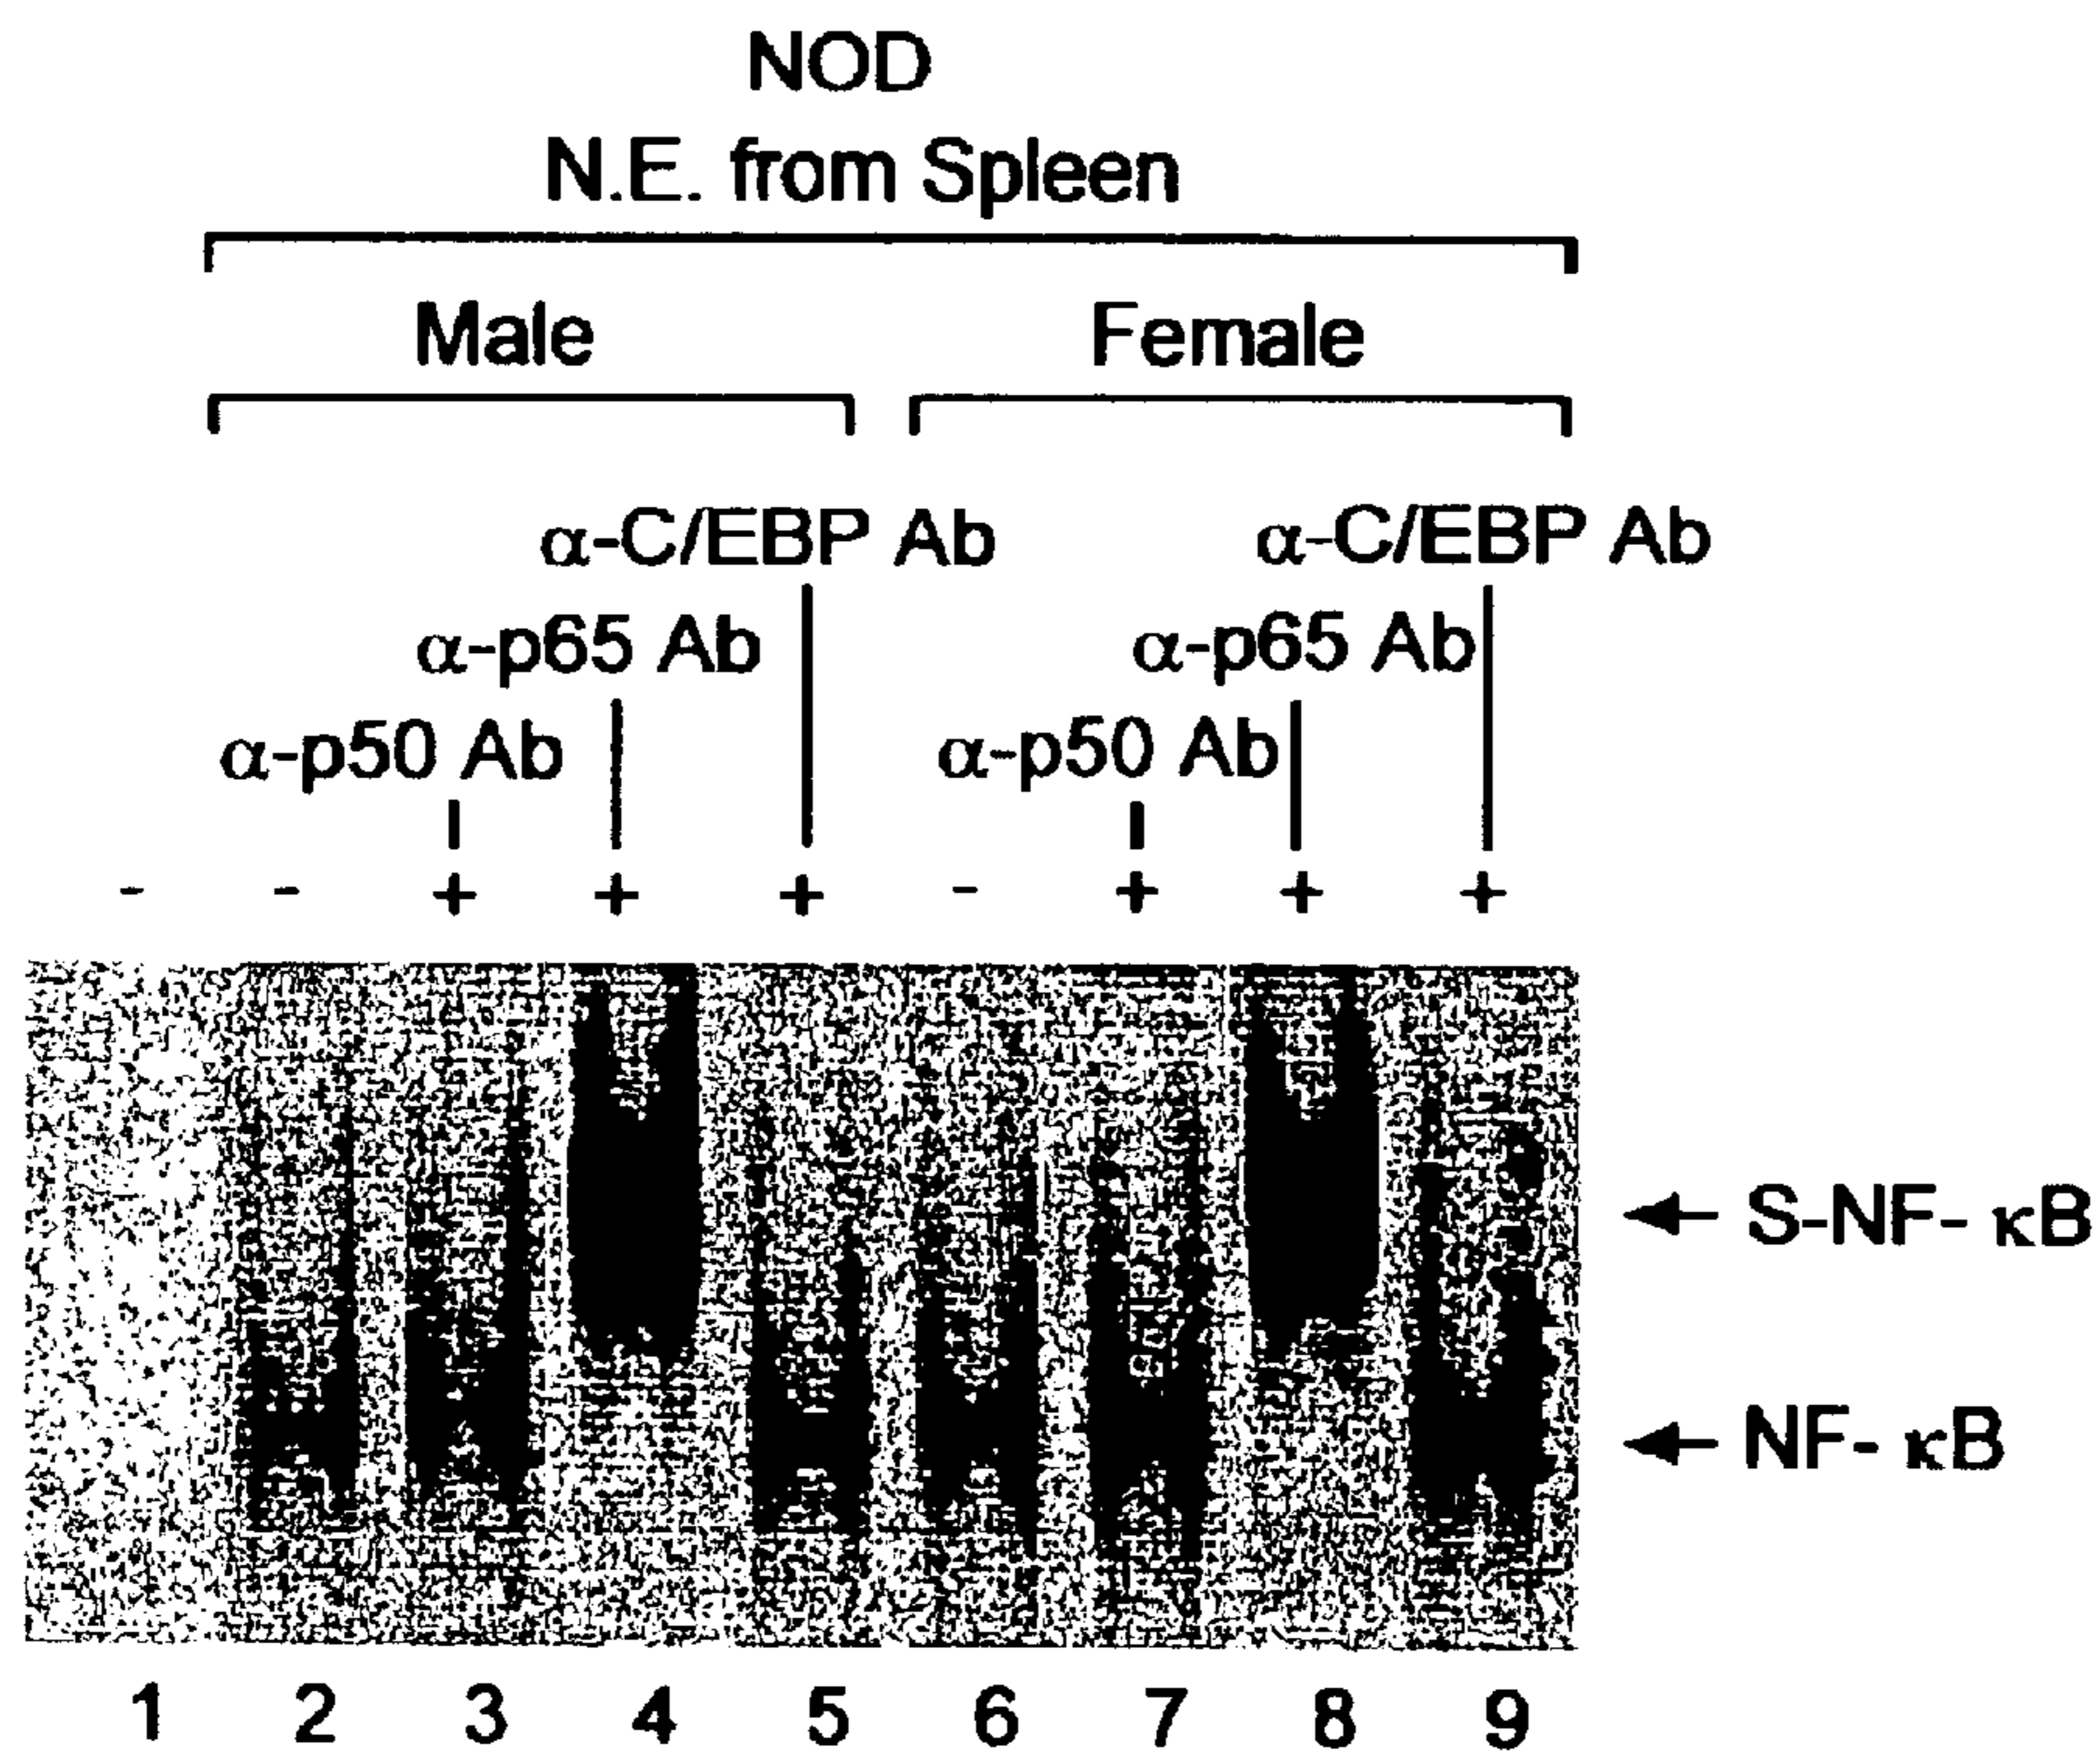 NOD
N.E. from Spleen
Male Female
α-C/EBP Ab α-C/EBP Ab
α-p65 Ab α-p65 Ab
α-p50 Ab α-p50 Ab
- - + + + - + + +
S-NF- κB
NF- κB
1 2 3 4 5 6 7 8 9